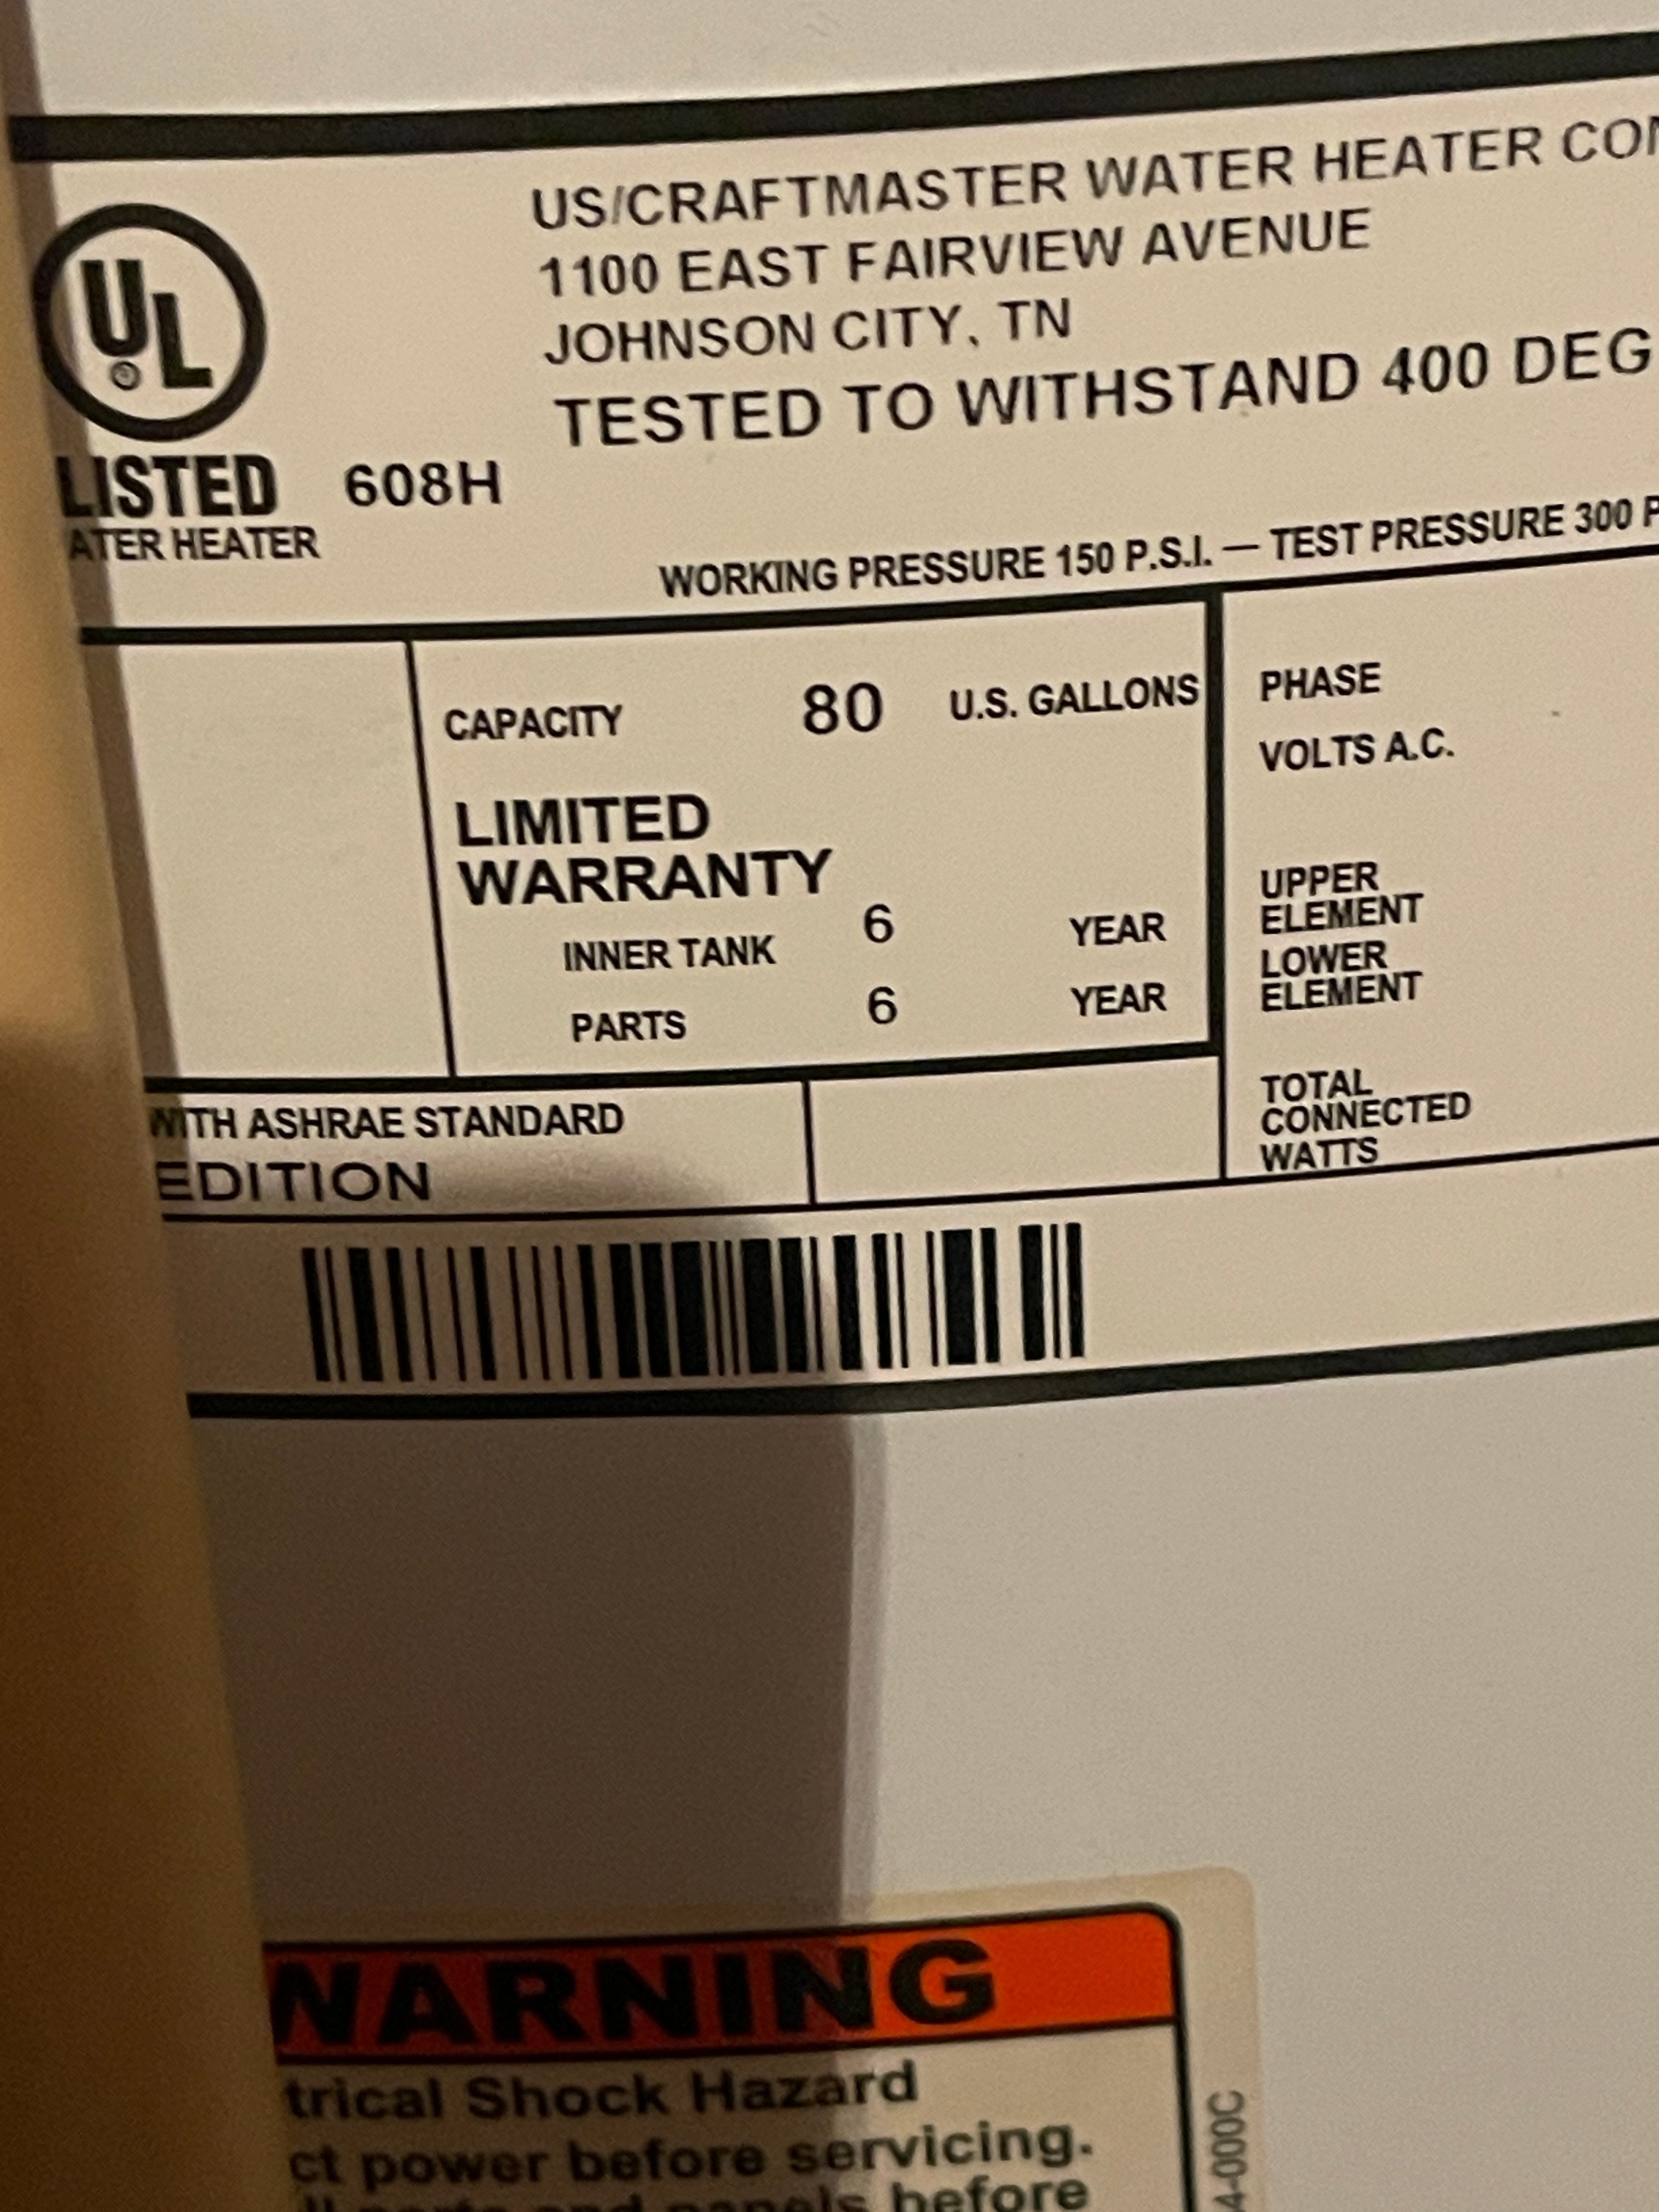 US/CRAFTMASTER WATER HEATER
1100 EAST FAIRVIEW AVENUE
JOHNSON CITY, TN
TESTED TO WITHSTAND 400 DEG
UL
®
LISTED 608H
ATER HEATER
WORKING PRESSURE 150 P.S.I. — TEST PRESSURE 300 P
CAPACITY 80 U.S. GALLONS
LIMITED
WARRANTY
INNER TANK 6 YEAR
PARTS 6 YEAR
PHASE
VOLTS A.C.
UPPER
ELEMENT
LOWER
ELEMENT
TOTAL
CONNECTED
WATTS
WITH ASHRAE STANDARD
EDITION
WARNING
trical Shock Hazard
ct power before servicing.
panels before
4-000C